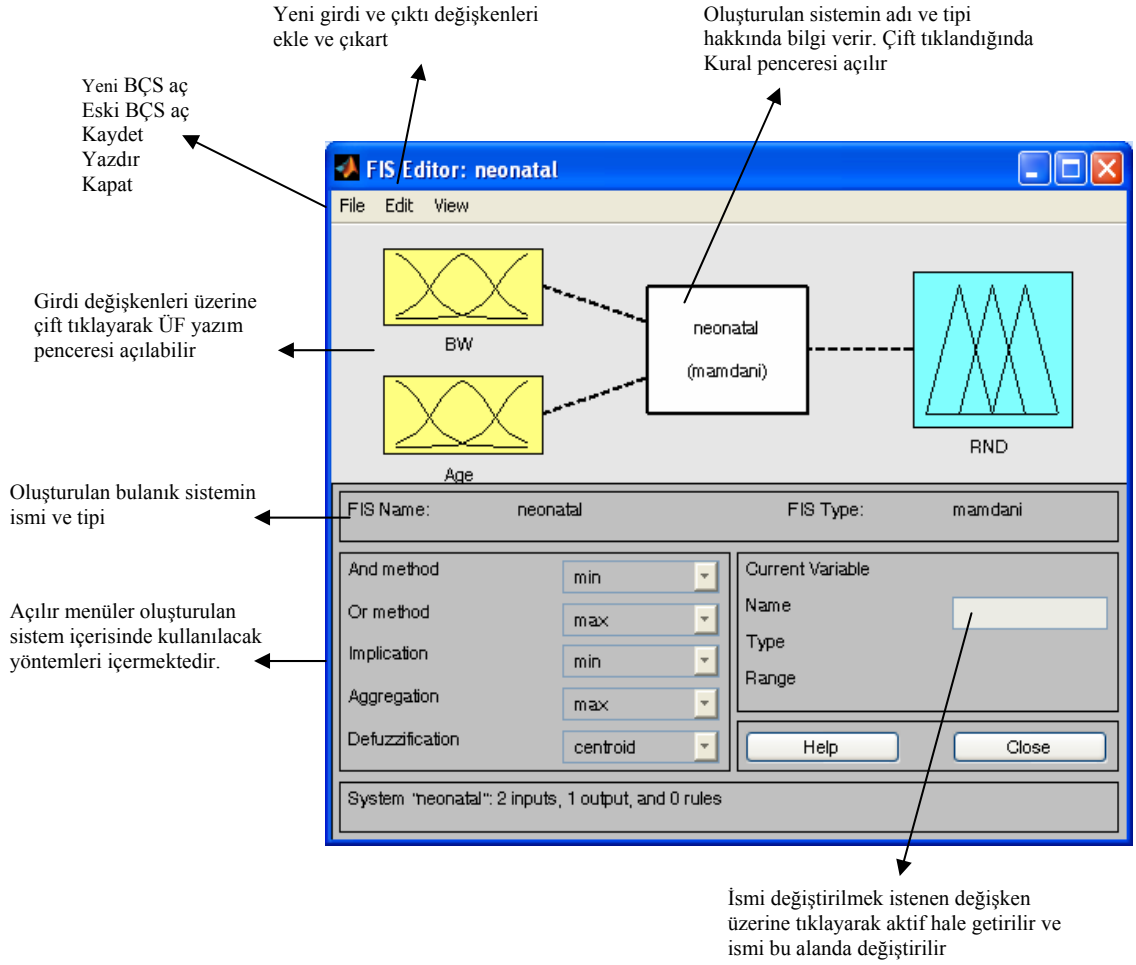 Yeni girdi ve çıktı değişkenleri
ekle ve çıkart
Oluşturulan sistemin adı ve tipi
hakkında bilgi verir. Çift tıklandığında
Kural penceresi açılır
Yeni BÇS aç
Eski BÇS aç
Kaydet
Yazdır
Kapat
FIS Editor: neonatal
File Edit View
Girdi değişkenleri üzerine
çift tıklayarak ÜF yazım
penceresi açılabilir
BW
neonatal
(mamdani)
RND
Age
Oluşturulan bulanık sistemin
ismi ve tipi
FIS Name: neonatal FIS Type: mamdani
Açılır menüler oluşturulan
sistem içerisinde kullanılacak
yöntemleri içermektedir.
And method min
Or method max
Implication min
Aggregation max
Defuzzification centroid
Current Variable
Name
Type
Range
Help Close
System "neonatal": 2 inputs, 1 output, and 0 rules
İsmi değiştirilmek istenen değişken
üzerine tıklayarak aktif hale getirilir ve
ismi bu alanda değiştirilir